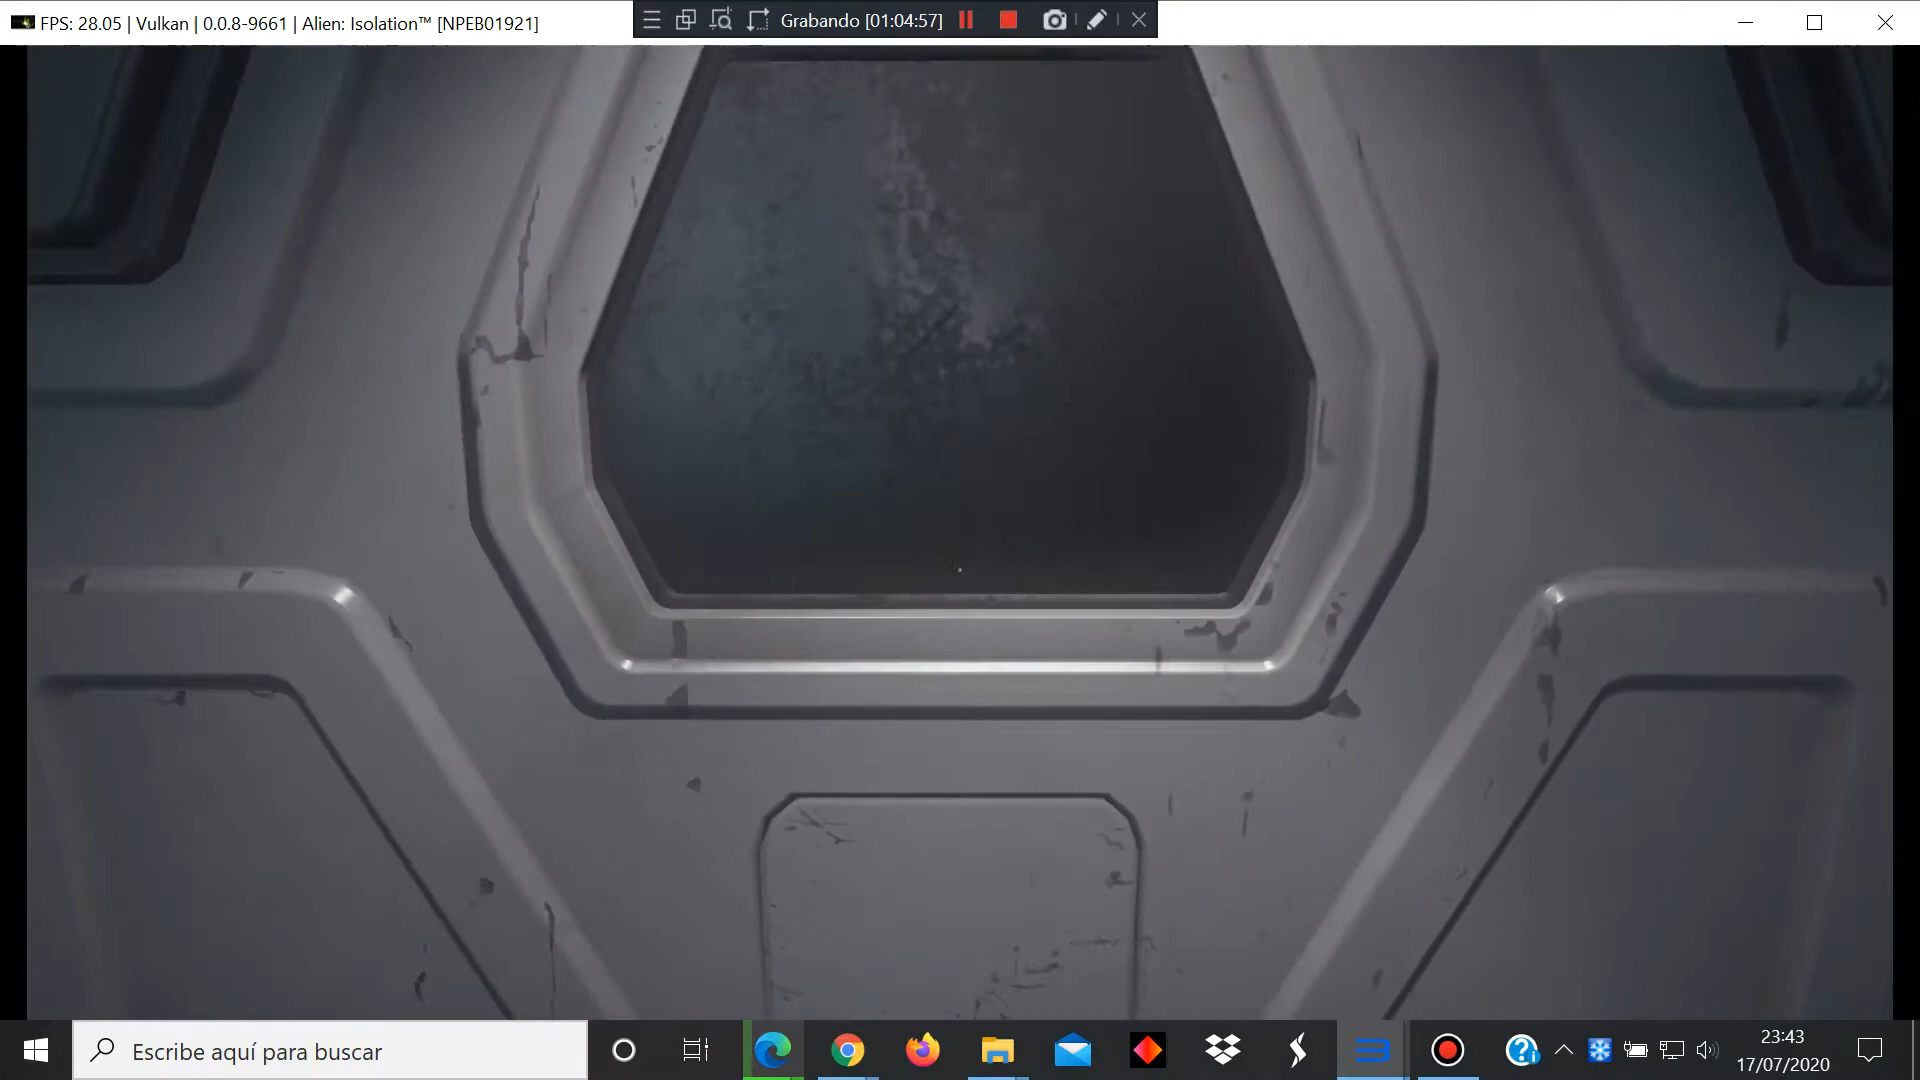 FPS: 28.05 | Vulkan | 0.0.8-9661 | Alien: Isolation™ [NPEB01921]
Grabando [01:04:57]
Escribe aquí para buscar
23:43
17/07/2020